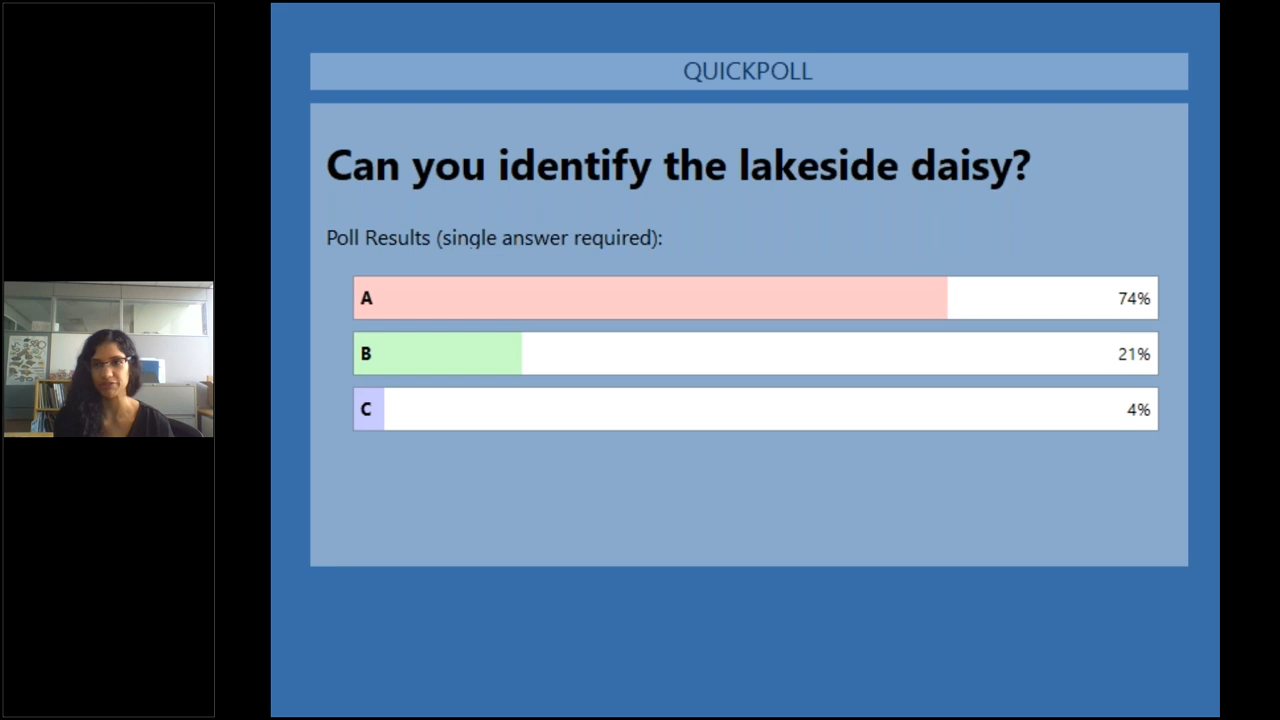 QUICKPOLL
Can you identify the lakeside daisy?
Poll Results (single answer required):
A 74%
B 21%
C 4%